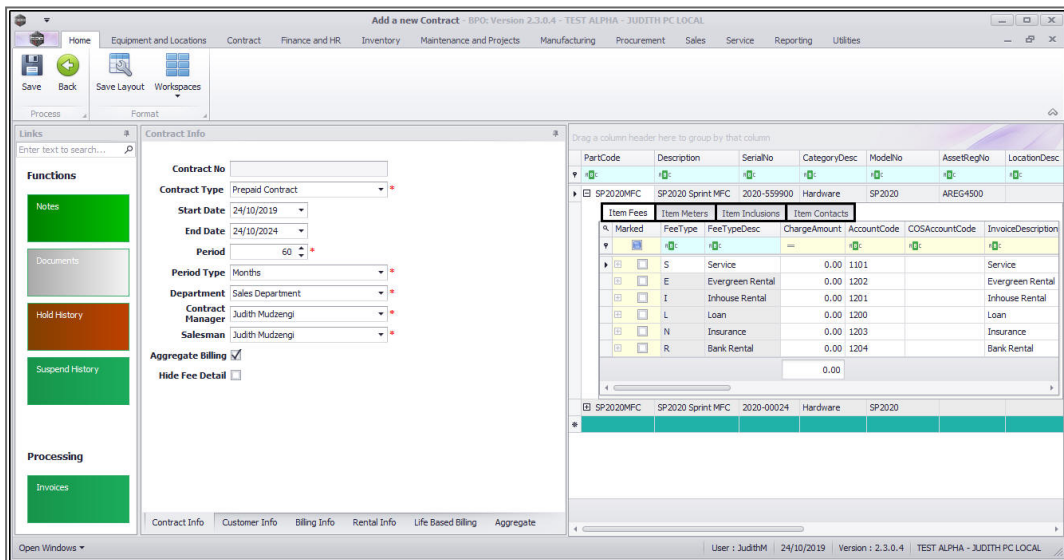 Add a new Contract - BPO: Version 2.3.0.4 - TEST ALPHA - JUDITH PC LOCAL
Home Equipment and Locations Contract Finance and HR Inventory Maintenance and Projects Manufacturing Procurement Sales Service Reporting Utilities
Save Back Save Layout Workspaces
Process Format
Links
Enter text to search...
Functions
Notes
Documents
Hold History
Suspend History
Processing
Invoices
Contract Info
Contract No
Contract Type Prepaid Contract *
Start Date 24/10/2019
End Date 24/10/2024
Period 60 *
Period Type Months *
Department Sales Department *
Contract
Manager Judith Mudzengi *
Salesman Judith Mudzengi *
Aggregate Billing
Hide Fee Detail
Contract Info Customer Info Billing Info Rental Info Life Based Billing Aggregate
Drag a column header here to group by that column
PartCode Description SerialNo CategoryDesc ModelNo AssetRegNo LocationDesc
SP2020MFC SP2020 Sprint MFC 2020-559900 Hardware SP2020 AREG4500
Item Fees Item Meters Item Inclusions Item Contacts
Marked FeeType FeeTypeDesc ChargeAmount AccountCode COSAccountCode InvoiceDescription
=
S Service 0.00 1101 Service
E Evergreen Rental 0.00 1202 Evergreen Rental
I Inhouse Rental 0.00 1201 Inhouse Rental
L Loan 0.00 1200 Loan
N Insurance 0.00 1203 Insurance
R Bank Rental 0.00 1204 Bank Rental
0.00
SP2020MFC SP2020 Sprint MFC 2020-00024 Hardware SP2020
Open Windows User : JudithM 24/10/2019 Version : 2.3.0.4 TEST ALPHA - JUDITH PC LOCAL